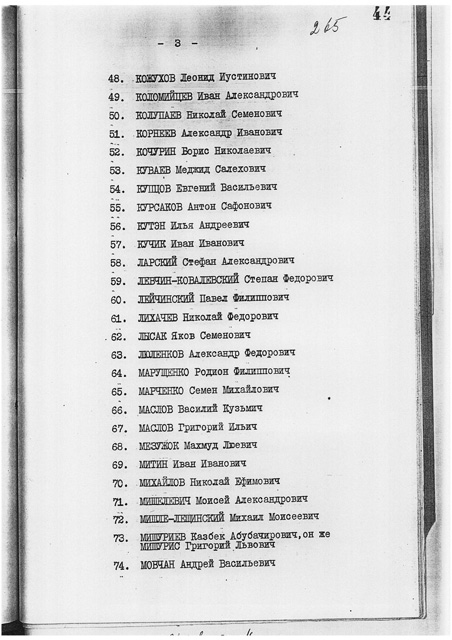 44
265
- 3 -
48. КОЖУХОВ Леонид Иустинович
49. КОЛОМИЙЦЕВ Иван Александрович
50. КОЛУПАЕВ Николай Семенович
51. КОРНЕЕВ Александр Иванович
52. КОЧУРИН Борис Николаевич
53. КУВАЕВ Меджид Салехович
54. КУПЦОВ Евгений Васильевич
55. КУРСАКОВ Антон Сафонович
56. КУТЭН Илья Андреевич
57. КУЧИК Иван Иванович
58. ЛАРСКИЙ Стефан Александрович
59. ЛЕВЧИН-КОВАЛЕВСКИЙ Степан Федорович
60. ЛЕЙЧИНСКИЙ Павел Филиппович
61. ЛИХАЧЕВ Николай Федорович
62. ЛЫСАК Яков Семенович
63. ЛЮЛЕНКОВ Александр Федорович
64. МАРУЩЕНКО Родион Филиппович
65. МАРЧЕНКО Семен Михайлович
66. МАСЛОВ Василий Кузьмич
67. МАСЛОВ Григорий Ильич
68. МЕЗУЖОК Махмуд Люевич
69. МИТИН Иван Иванович
70. МИХАЙЛОВ Николай Ефимович
71. МИШЕЛЕВИЧ Моисей Александрович
72. МИШЛЕ-ЛЕЩИНСКИЙ Михаил Моисеевич
73. МИШУРИЕВ Казбек Абубачирович,он же
МИШУРИС Григорий Львович
74. МОВЧАН Андрей Васильевич